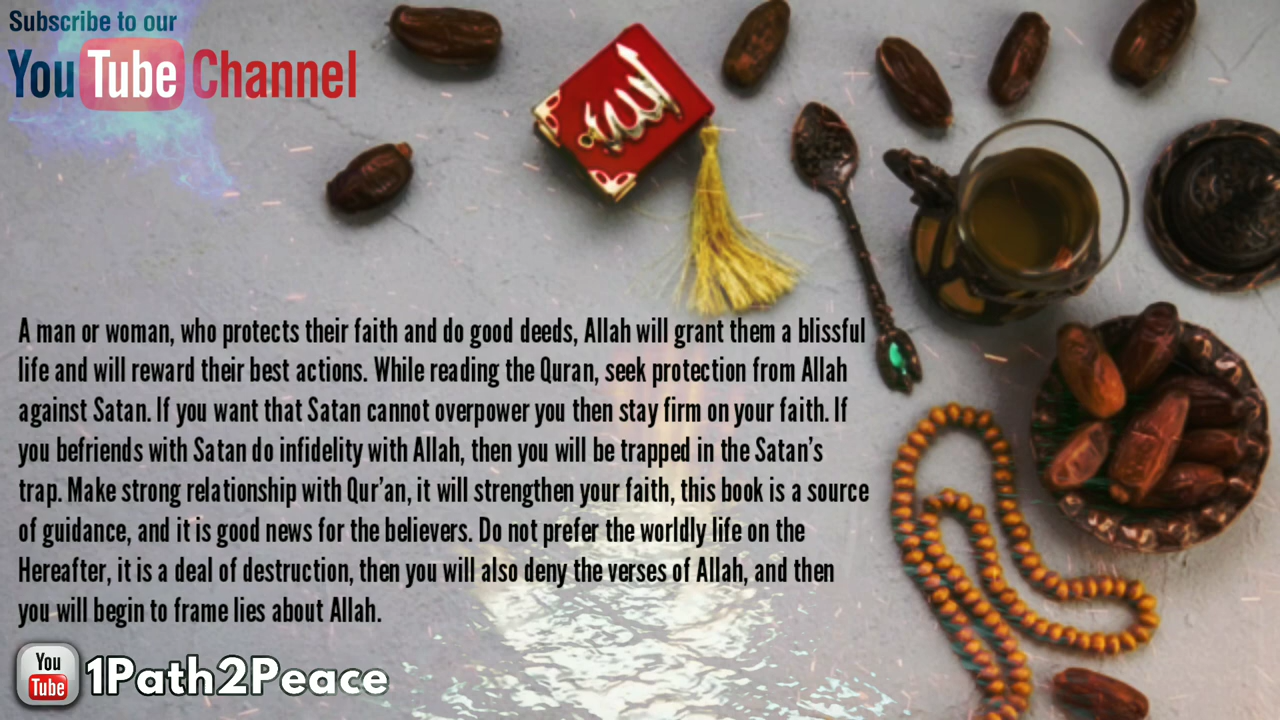 Subscribe to our
YouTube Channel
الله
A man or woman, who protects their faith and do good deeds, Allah will grant them a blissful
life and will reward their best actions. While reading the Quran, seek protection from Allah
against Satan. If you want that Satan cannot overpower you then stay firm on your faith. If
you befriends with Satan do infidelity with Allah, then you will be trapped in the Satan’s
trap. Make strong relationship with Qur’an, it will strengthen your faith, this book is a source
of guidance, and it is good news for the believers. Do not prefer the worldly life on the
Hereafter, it is a deal of destruction, then you will also deny the verses of Allah, and then
you will begin to frame lies about Allah.
You
Tube
1Path2Peace